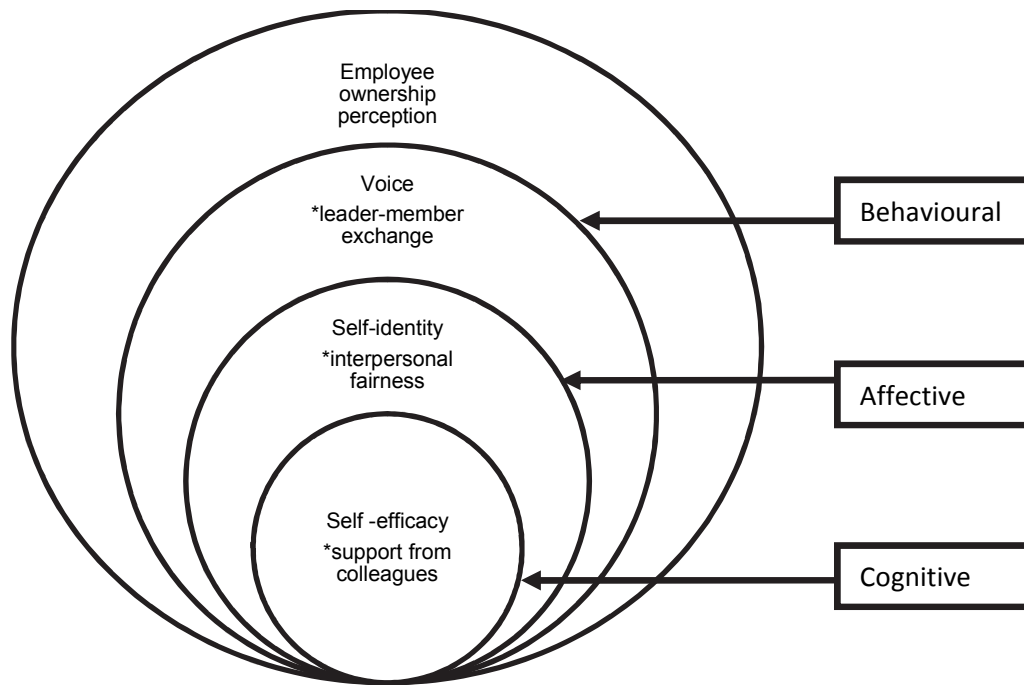 Employee
ownership
perception
Voice
*leader-member
exchange
Behavioural
Self-identity
*interpersonal
fairness
Affective
Self -efficacy
*support from
colleagues
Cognitive